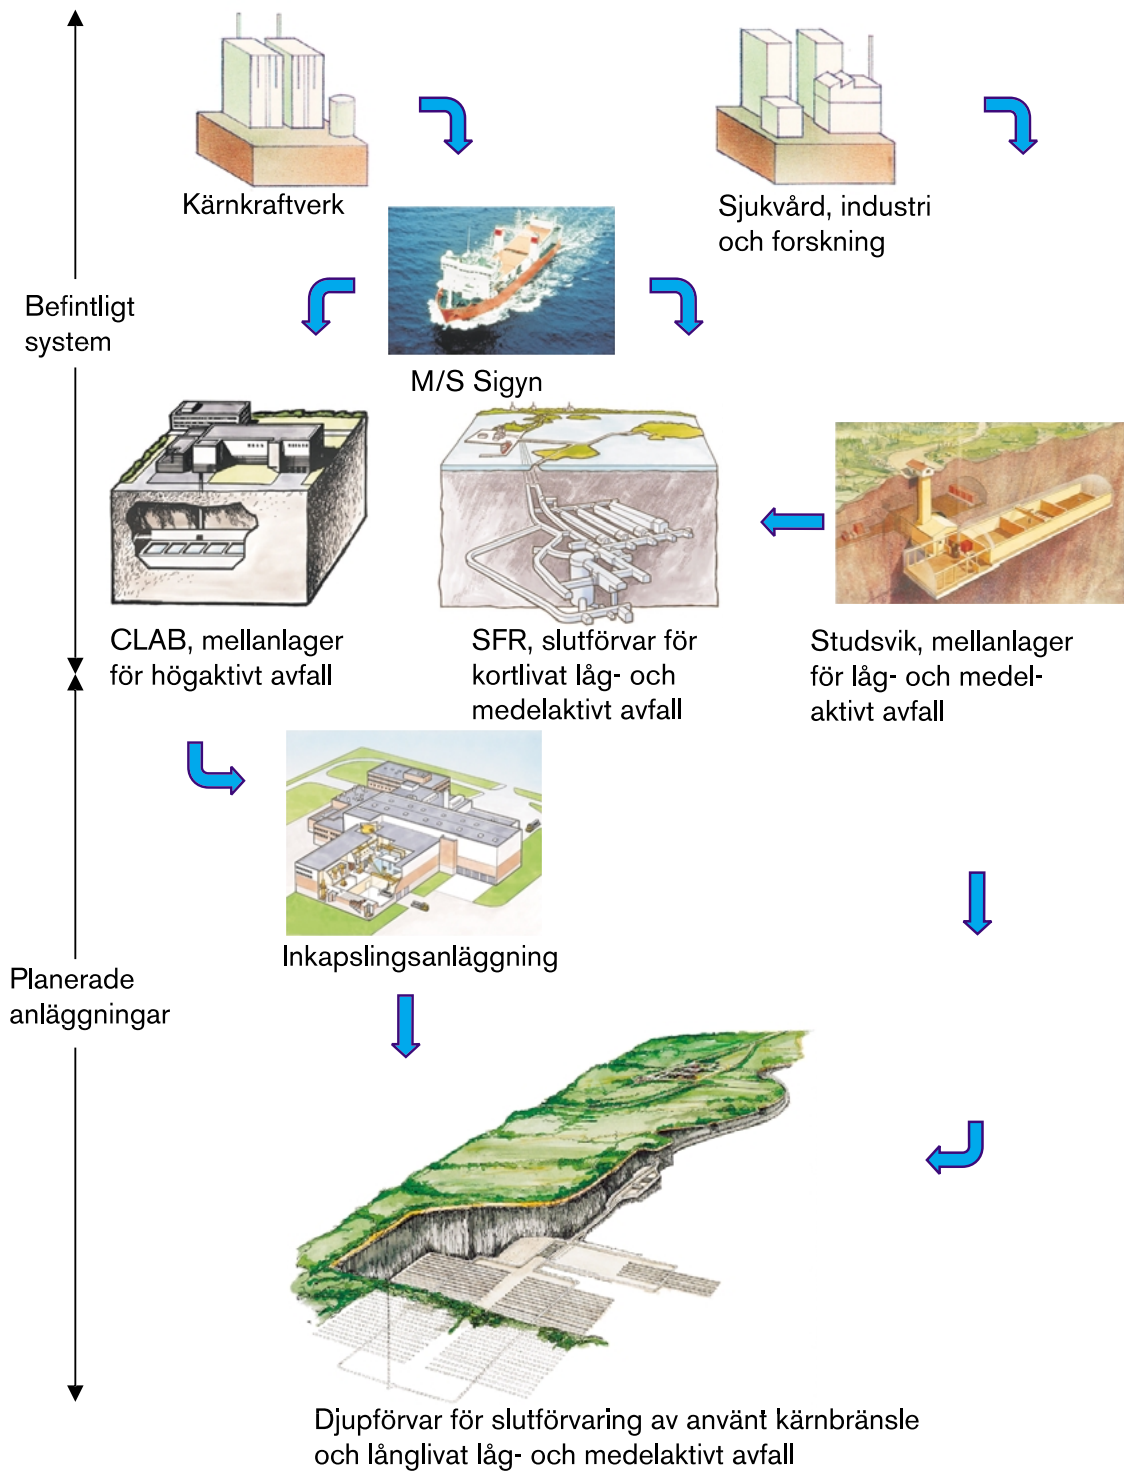 Kärnkraftverk
Sjukvård, industri
och forskning
Befintligt
system
M/S Sigyn
CLAB, mellanlager
för högaktivt avfall
SFR, slutförvar för
kortlivat låg- och
medelaktivt avfall
Studsvik, mellanlager
för låg- och medel-
aktivt avfall
Inkapslingsanläggning
Planerade
anläggningar
Djupförvar för slutförvaring av använt kärnbränsle
och långlivat låg- och medelaktivt avfall